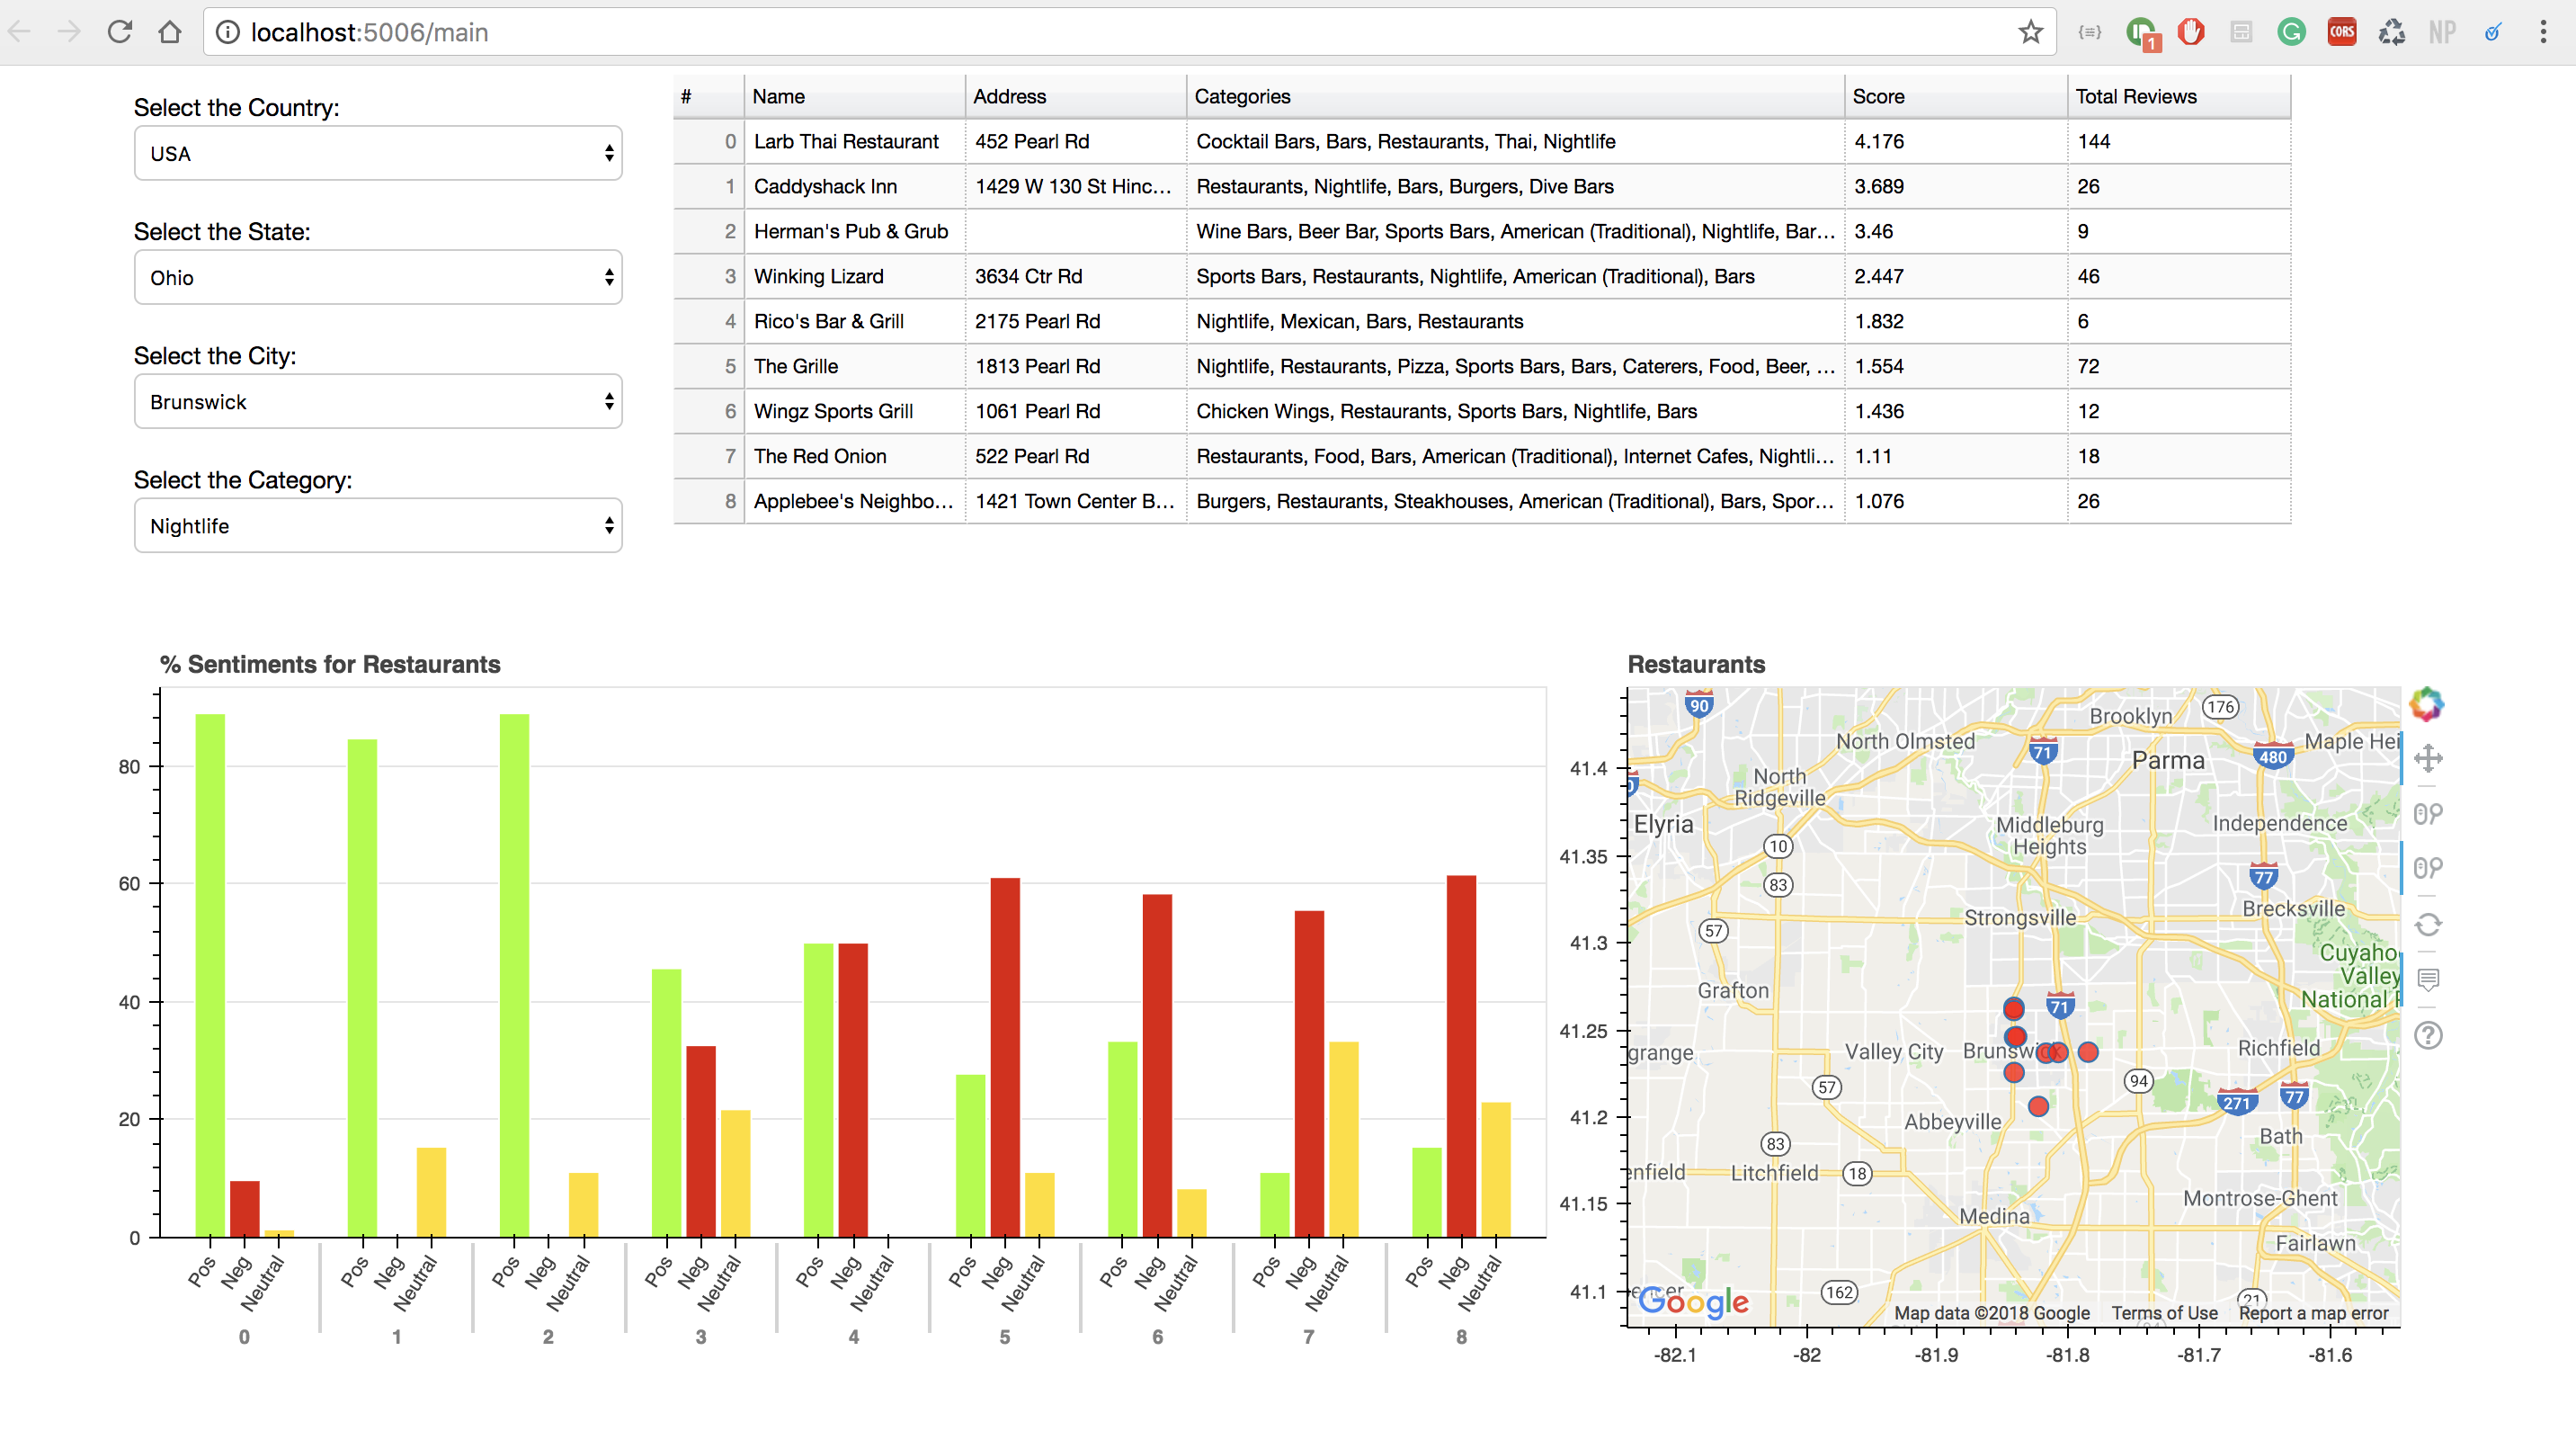 localhost:5006/main
1
CORS
NP
Select the Country:
USA
Select the State:
Ohio
Select the City:
Brunswick
Select the Category:
Nightlife
# Name Address Categories Score Total Reviews
0 Larb Thai Restaurant 452 Pearl Rd Cocktail Bars, Bars, Restaurants, Thai, Nightlife 4.176 144
1 Caddyshack Inn 1429 W 130 St Hinc... Restaurants, Nightlife, Bars, Burgers, Dive Bars 3.689 26
2 Herman's Pub & Grub Wine Bars, Beer Bar, Sports Bars, American (Traditional), Nightlife, Bar... 3.46 9
3 Winking Lizard 3634 Ctr Rd Sports Bars, Restaurants, Nightlife, American (Traditional), Bars 2.447 46
4 Rico's Bar & Grill 2175 Pearl Rd Nightlife, Mexican, Bars, Restaurants 1.832 6
5 The Grille 1813 Pearl Rd Nightlife, Restaurants, Pizza, Sports Bars, Bars, Caterers, Food, Beer, ... 1.554 72
6 Wingz Sports Grill 1061 Pearl Rd Chicken Wings, Restaurants, Sports Bars, Nightlife, Bars 1.436 12
7 The Red Onion 522 Pearl Rd Restaurants, Food, Bars, American (Traditional), Internet Cafes, Nightli... 1.11 18
8 Applebee's Neighbo... 1421 Town Center B... Burgers, Restaurants, Steakhouses, American (Traditional), Bars, Spor... 1.076 26
% Sentiments for Restaurants
80
60
40
20
0
Pos Neg Neutral Pos Neg Neutral Pos Neg Neutral Pos Neg Neutral Pos Neg Neutral Pos Neg Neutral Pos Neg Neutral Pos Neg Neutral Pos Neg Neutral
0 1 2 3 4 5 6 7 8
Restaurants
41.4
41.35
41.3
41.25
41.2
41.15
41.1
-82.1 -82 -81.9 -81.8 -81.7 -81.6
90
Brooklyn
176
North Olmsted
71
Maple Hei
480
Parma
North
Ridgeville
Elyria
Middleburg
Heights
Independence
10
77
83
Brecksville
Strongsville
57
Cuyaho
Valley
National
Grafton
71
grange
Valley City
Brunswick
Richfield
57
94
271
77
Abbeyville
Bath
83
enfield
Litchfield
18
Montrose-Ghent
Medina
Fairlawn
162
21
encer
Google
Map data ©2018 Google Terms of Use Report a map error